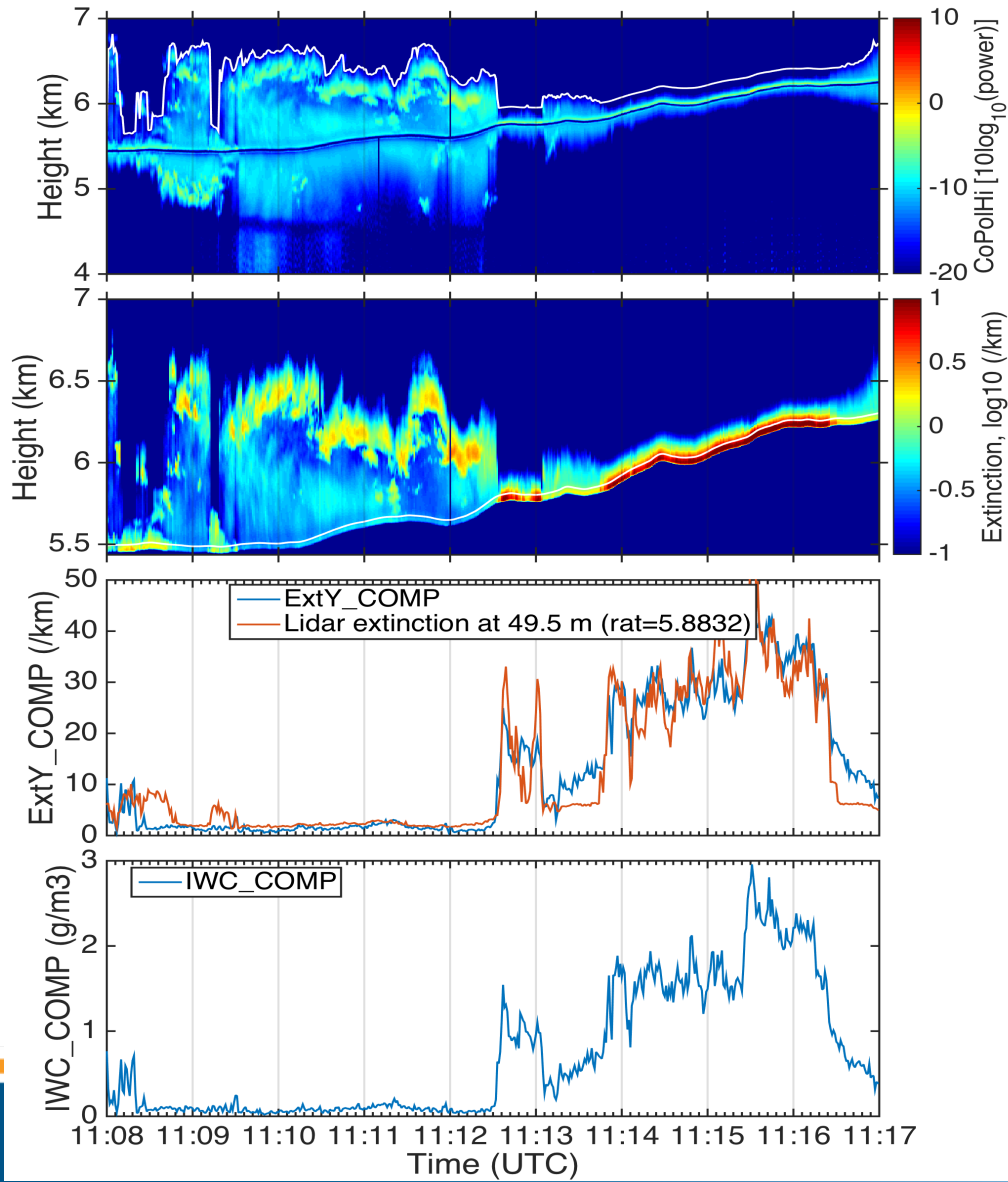 7
6
5
4
Height (km)
10
0
-10
-20
CoPolHi [10log10(power)]
7
6.5
6
5.5
Height (km)
1
0.5
0
-0.5
-1
Extinction, log10 (/km)
50
40
30
20
10
0
ExtY_COMP (/km)
ExtY_COMP
Lidar extinction at 49.5 m (rat=5.8832)
3
2
1
0
IWC_COMP (g/m3)
IWC_COMP
11:08 11:09 11:10 11:11 11:12 11:13 11:14 11:15 11:16 11:17
Time (UTC)